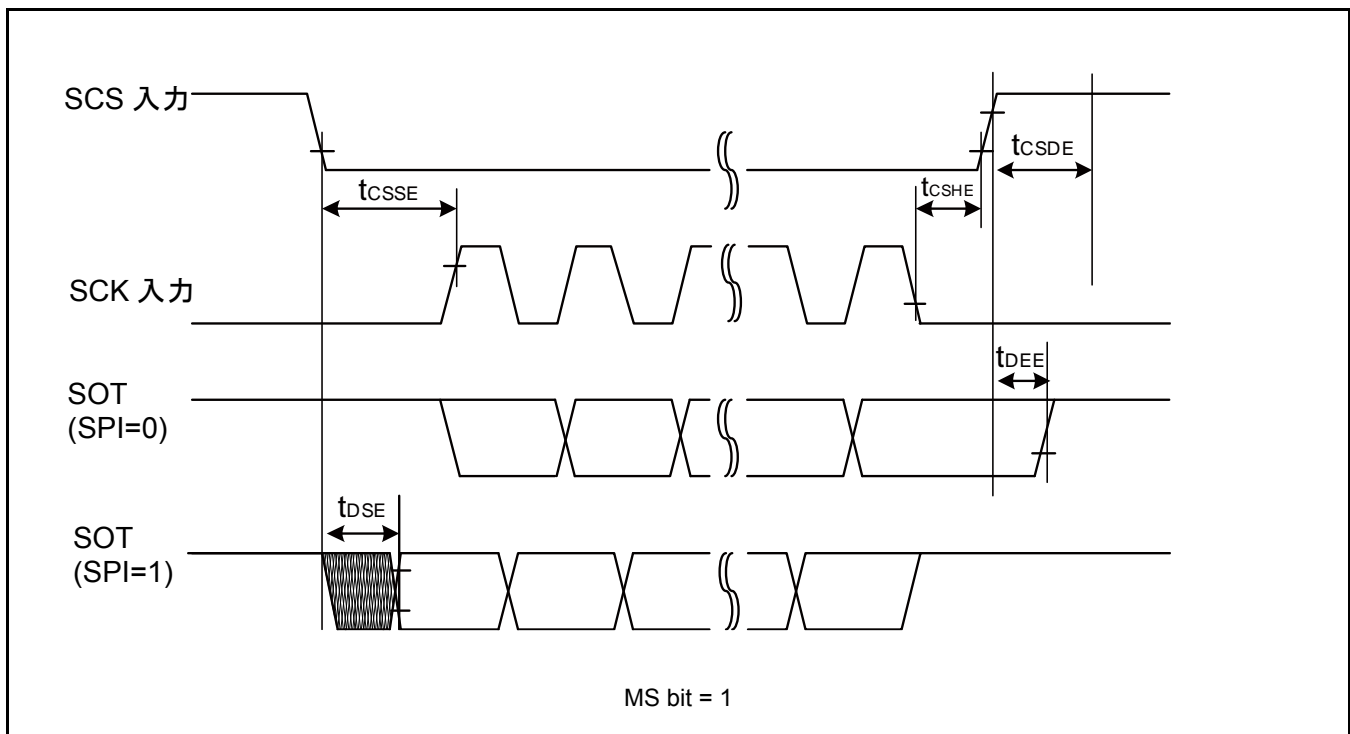 SCS 入力
tCSDE
tCSSE
tCSHE
SCK 入力
tDEE
SOT
(SPI=0)
tDSE
SOT
(SPI=1)
MS bit = 1